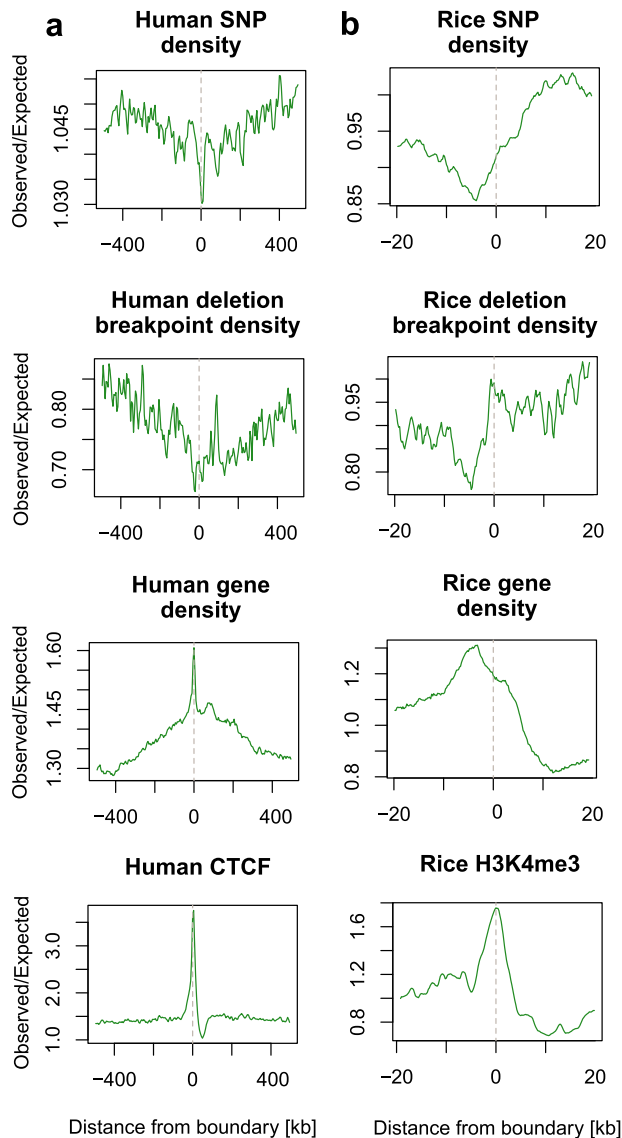 a
Human SNP
density
b
Rice SNP
density
Observed/Expected
1.045
1.030
−400
0
400
0.95
0.85
−20
0
20
Human deletion
breakpoint density
Rice deletion
breakpoint density
Observed/Expected
0.80
0.70
−400
0
400
0.95
0.80
−20
0
20
Human gene
density
Rice gene
density
Observed/Expected
1.60
1.45
1.30
−400
0
400
1.2
1.0
0.8
−20
0
20
Human CTCF
Rice H3K4me3
Observed/Expected
3.0
2.0
1.0
−400
0
400
1.6
1.2
0.8
−20
0
20
Distance from boundary [kb]
Distance from boundary [kb]